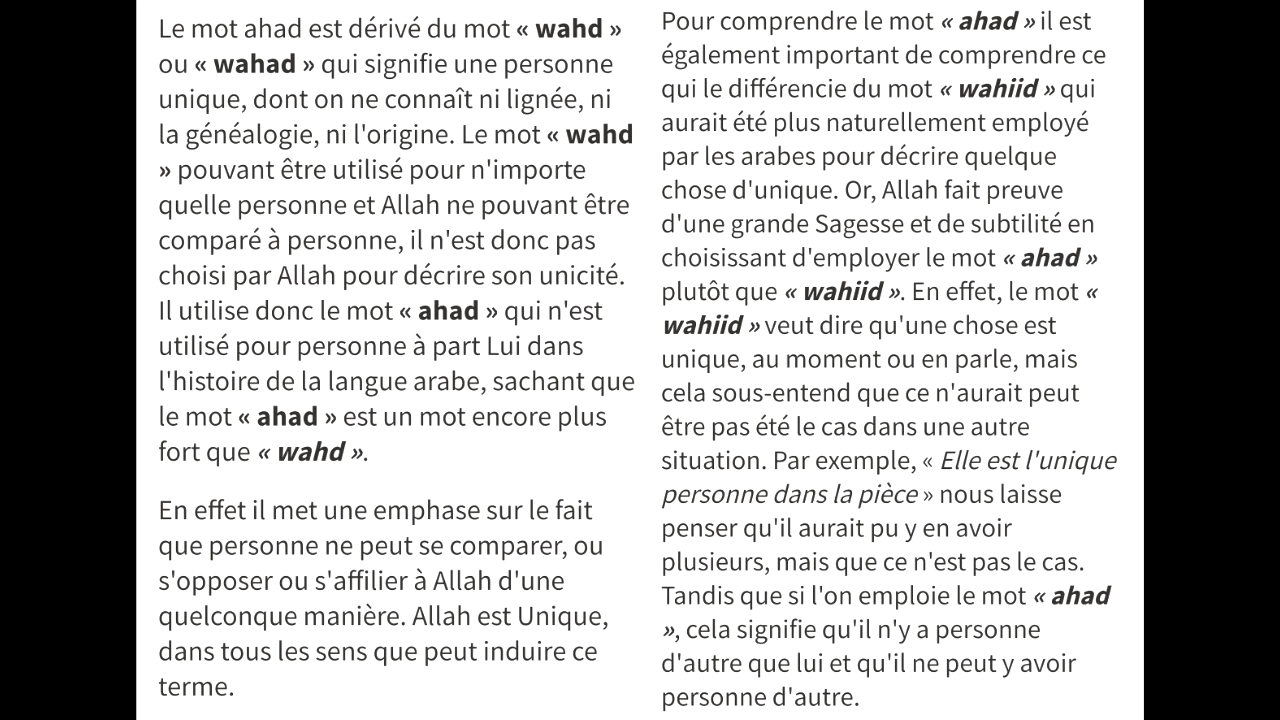 Le mot ahad est dérivé du mot « wahd »
ou « wahad » qui signifie une personne
unique, dont on ne connaît ni lignée, ni
la généalogie, ni l'origine. Le mot « wahd
» pouvant être utilisé pour n'importe
quelle personne et Allah ne pouvant être
comparé à personne, il n'est donc pas
choisi par Allah pour décrire son unicité.
Il utilise donc le mot « ahad » qui n'est
utilisé pour personne à part Lui dans
l'histoire de la langue arabe, sachant que
le mot « ahad » est un mot encore plus
fort que « wahd ».
En effet il met une emphase sur le fait
que personne ne peut se comparer, ou
s'opposer ou s'affilier à Allah d'une
quelconque manière. Allah est Unique,
dans tous les sens que peut induire ce
terme.
Pour comprendre le mot « ahad » il est
également important de comprendre ce
qui le différencie du mot « wahiid » qui
aurait été plus naturellement employé
par les arabes pour décrire quelque
chose d'unique. Or, Allah fait preuve
d'une grande Sagesse et de subtilité en
choisissant d'employer le mot « ahad »
plutôt que « wahiid ». En effet, le mot «
wahiid » veut dire qu'une chose est
unique, au moment ou en parle, mais
cela sous-entend que ce n'aurait peut
être pas été le cas dans une autre
situation. Par exemple, « Elle est l'unique
personne dans la pièce » nous laisse
penser qu'il aurait pu y en avoir
plusieurs, mais que ce n'est pas le cas.
Tandis que si l'on emploie le mot « ahad
», cela signifie qu'il n'y a personne
d'autre que lui et qu'il ne peut y avoir
personne d'autre.